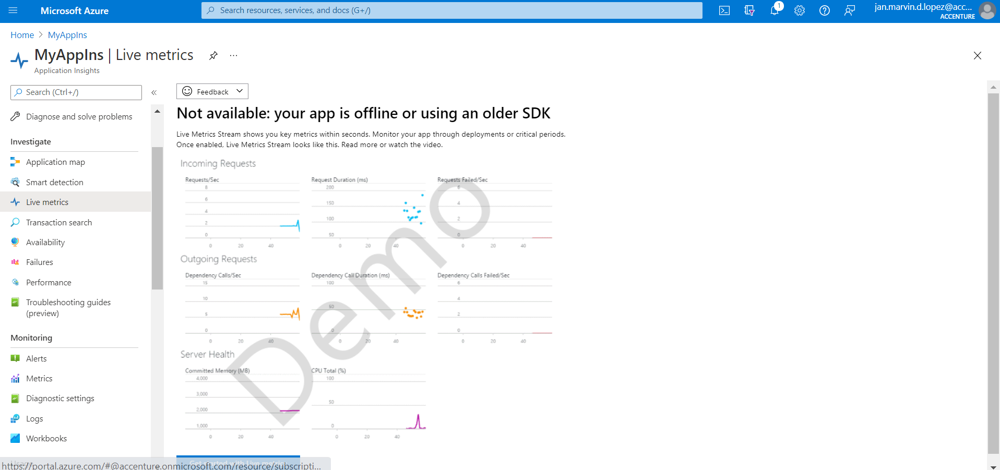 Microsoft Azure
Search resources, services, and docs (G+/)
1
jan.marvin.d.lopez@acc...
ACCENTURE
Home > MyAppIns
MyAppIns | Live metrics
...
Application Insights
Search (Ctrl+/)
«
Feedback
Diagnose and solve problems
Investigate
Application map
Smart detection
Live metrics
Transaction search
Availability
Failures
Performance
Troubleshooting guides
(preview)
Monitoring
Alerts
Metrics
Diagnostic settings
Logs
Workbooks
Usage
https://portal.azure.com/#@accenture.onmicrosoft.com/resource/subscripti...
Not available: your app is offline or using an older SDK
Live Metrics Stream shows you key metrics within seconds. Monitor your app through deployments or critical periods.
Once enabled, Live Metrics Stream looks like this. Read more or watch the video.
Incoming Requests
Requests/Sec
8
6
4
2
0
0 20 40
Request Duration (ms)
200
150
100
50
0 20 40
Requests Failed/Sec
6
4
2
0
0 20 40
Outgoing Requests
Dependency Calls/Sec
15
10
5
0
0 20 40
Dependency Call Duration (ms)
100
50
0
0 20 40
Dependency Calls Failed/Sec
6
4
2
0
0 20 40
Server Health
Committed Memory (MB)
4,000
3,000
2,000
1,000
0 20 40
CPU Total (%)
100
50
0
0 20 40
Demo